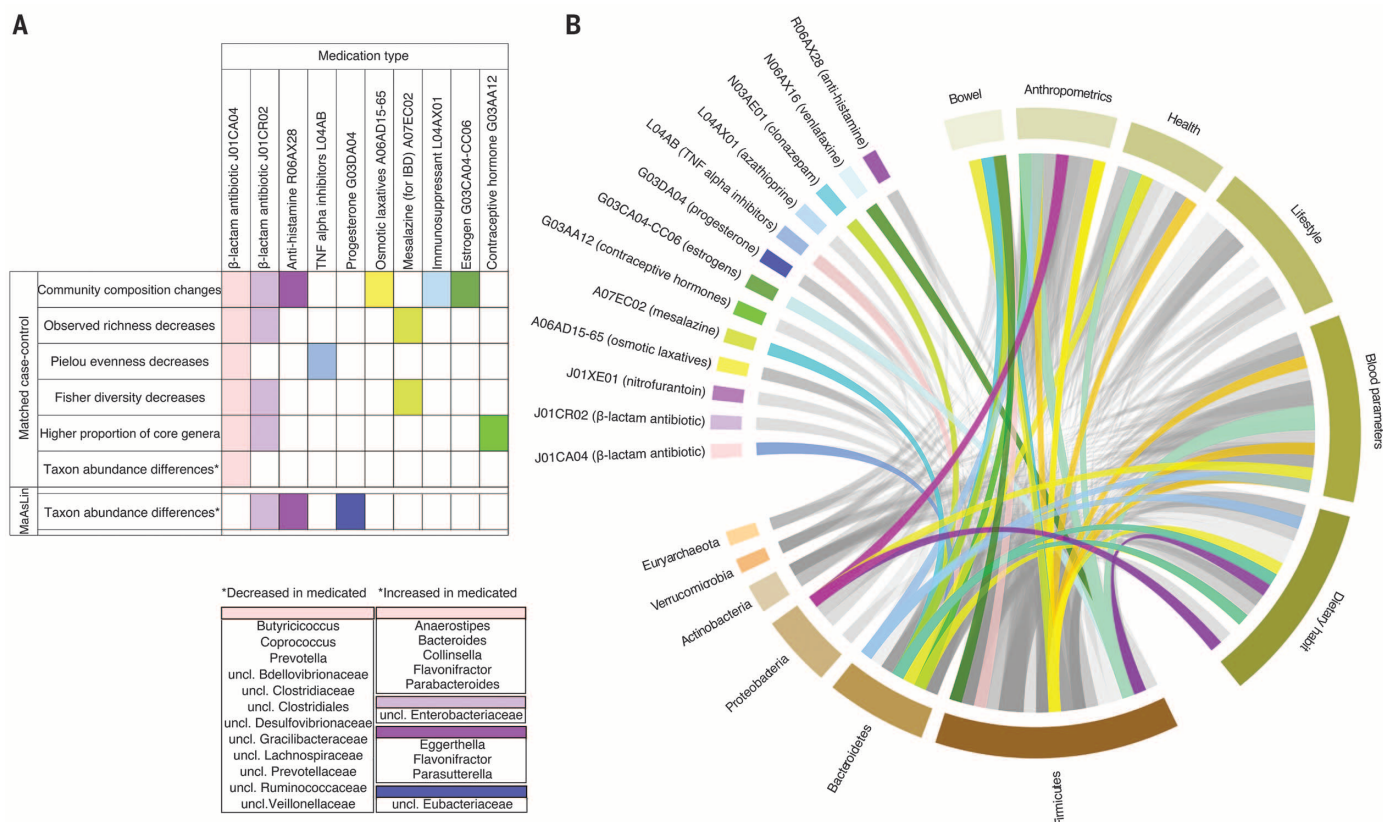 A
Medication type
β-lactam antibiotic J01CA04
β-lactam antibiotic J01CR02
Anti-histamine R06AX28
TNF alpha inhibitors L04AB
Progesterone G03DA04
Osmotic laxatives A06AD15-65
Mesalazine (for IBD) A07EC02
Immunosuppressant L04AX01
Estrogen G03CA04-CC06
Contraceptive hormone G03AA12
Matched case-control
Community composition changes
Observed richness decreases
Pielou evenness decreases
Fisher diversity decreases
Higher proportion of core genera
Taxon abundance differences*
MaAsLin
Taxon abundance differences*
*Decreased in medicated
Butyricicoccus
Coprococcus
Prevotella
uncl. Bdellovibrionaceae
uncl. Clostridiaceae
uncl. Clostridiales
uncl. Desulfovibrionaceae
uncl. Gracilibacteraceae
uncl. Lachnospiraceae
uncl. Prevotellaceae
uncl. Ruminococcaceae
uncl.Veillonellaceae
*Increased in medicated
Anaerostipes
Bacteroides
Collinsella
Flavonifractor
Parabacteroides
uncl. Enterobacteriaceae
Eggerthella
Flavonifractor
Parasutterella
uncl. Eubacteriaceae
B
R06AX28 (anti-histamine)
N06AX16 (venlafaxine)
N03AE01 (clonazepam)
L04AX01 (azathioprine)
L04AB (TNF alpha inhibitors)
G03DA04 (progesterone)
G03CA04-CC06 (estrogens)
G03AA12 (contraceptive hormones)
A07EC02 (mesalazine)
A06AD15-65 (osmotic laxatives)
J01XE01 (nitrofurantoin)
J01CR02 (β-lactam antibiotic)
J01CA04 (β-lactam antibiotic)
Bowel
Anthropometrics
Health
Lifestyle
Blood parameters
Dietary habit
Euryarchaeota
Verrucomicrobia
Actinobacteria
Proteobacteria
Bacteroidetes
Firmicutes